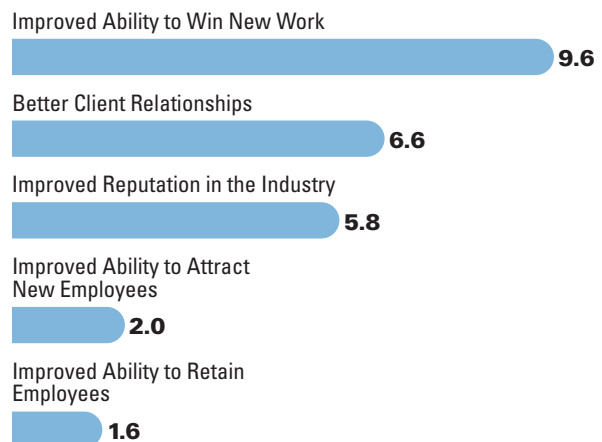 Improved Ability to Win New Work
9.6
Better Client Relationships
6.6
Improved Reputation in the Industry
5.8
Improved Ability to Attract
New Employees
2.0
Improved Ability to Retain
Employees
1.6